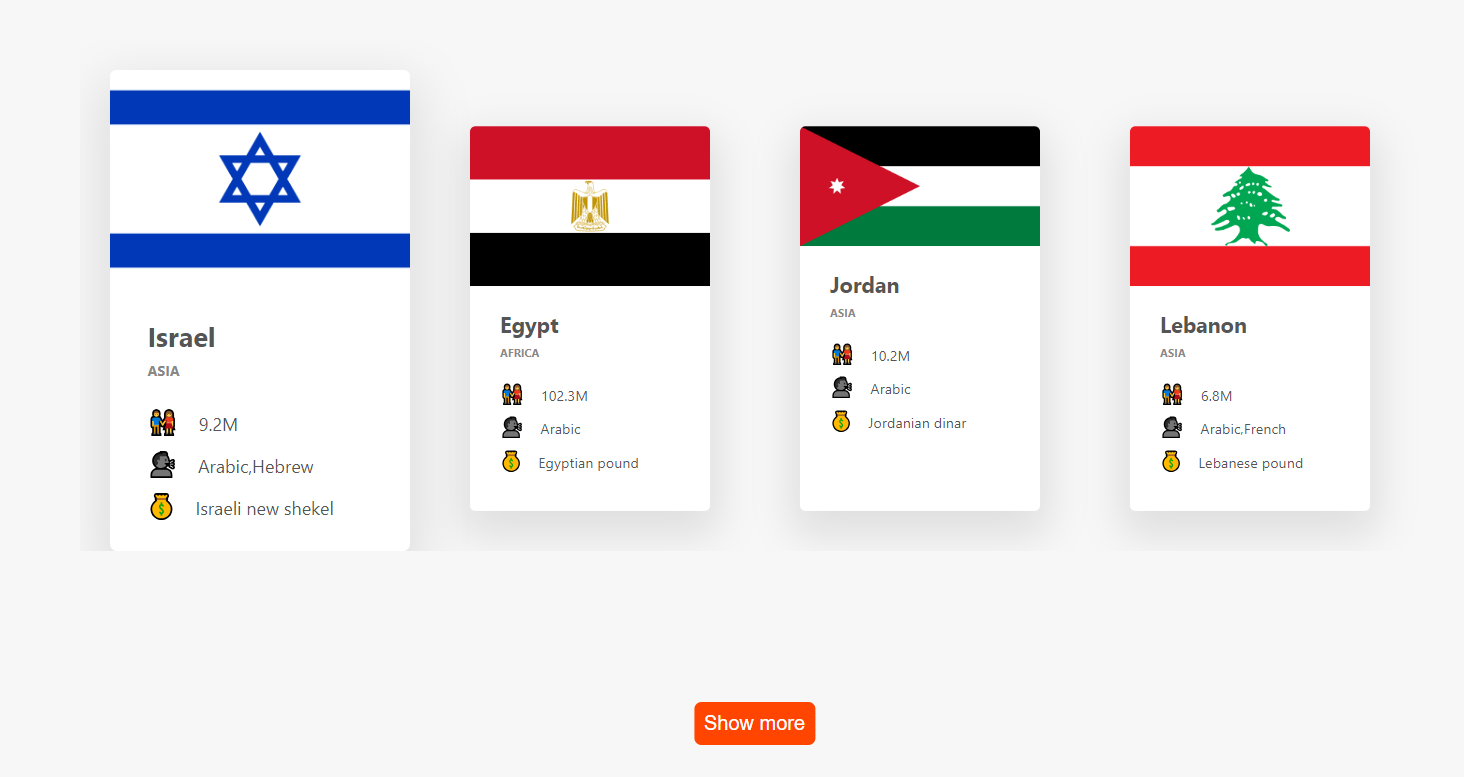 Israel
ASIA
9.2M
Arabic,Hebrew
Israeli new shekel
Egypt
AFRICA
102.3M
Arabic
Egyptian pound
Jordan
ASIA
10.2M
Arabic
Jordanian dinar
Lebanon
ASIA
6.8M
Arabic,French
Lebanese pound
Show more